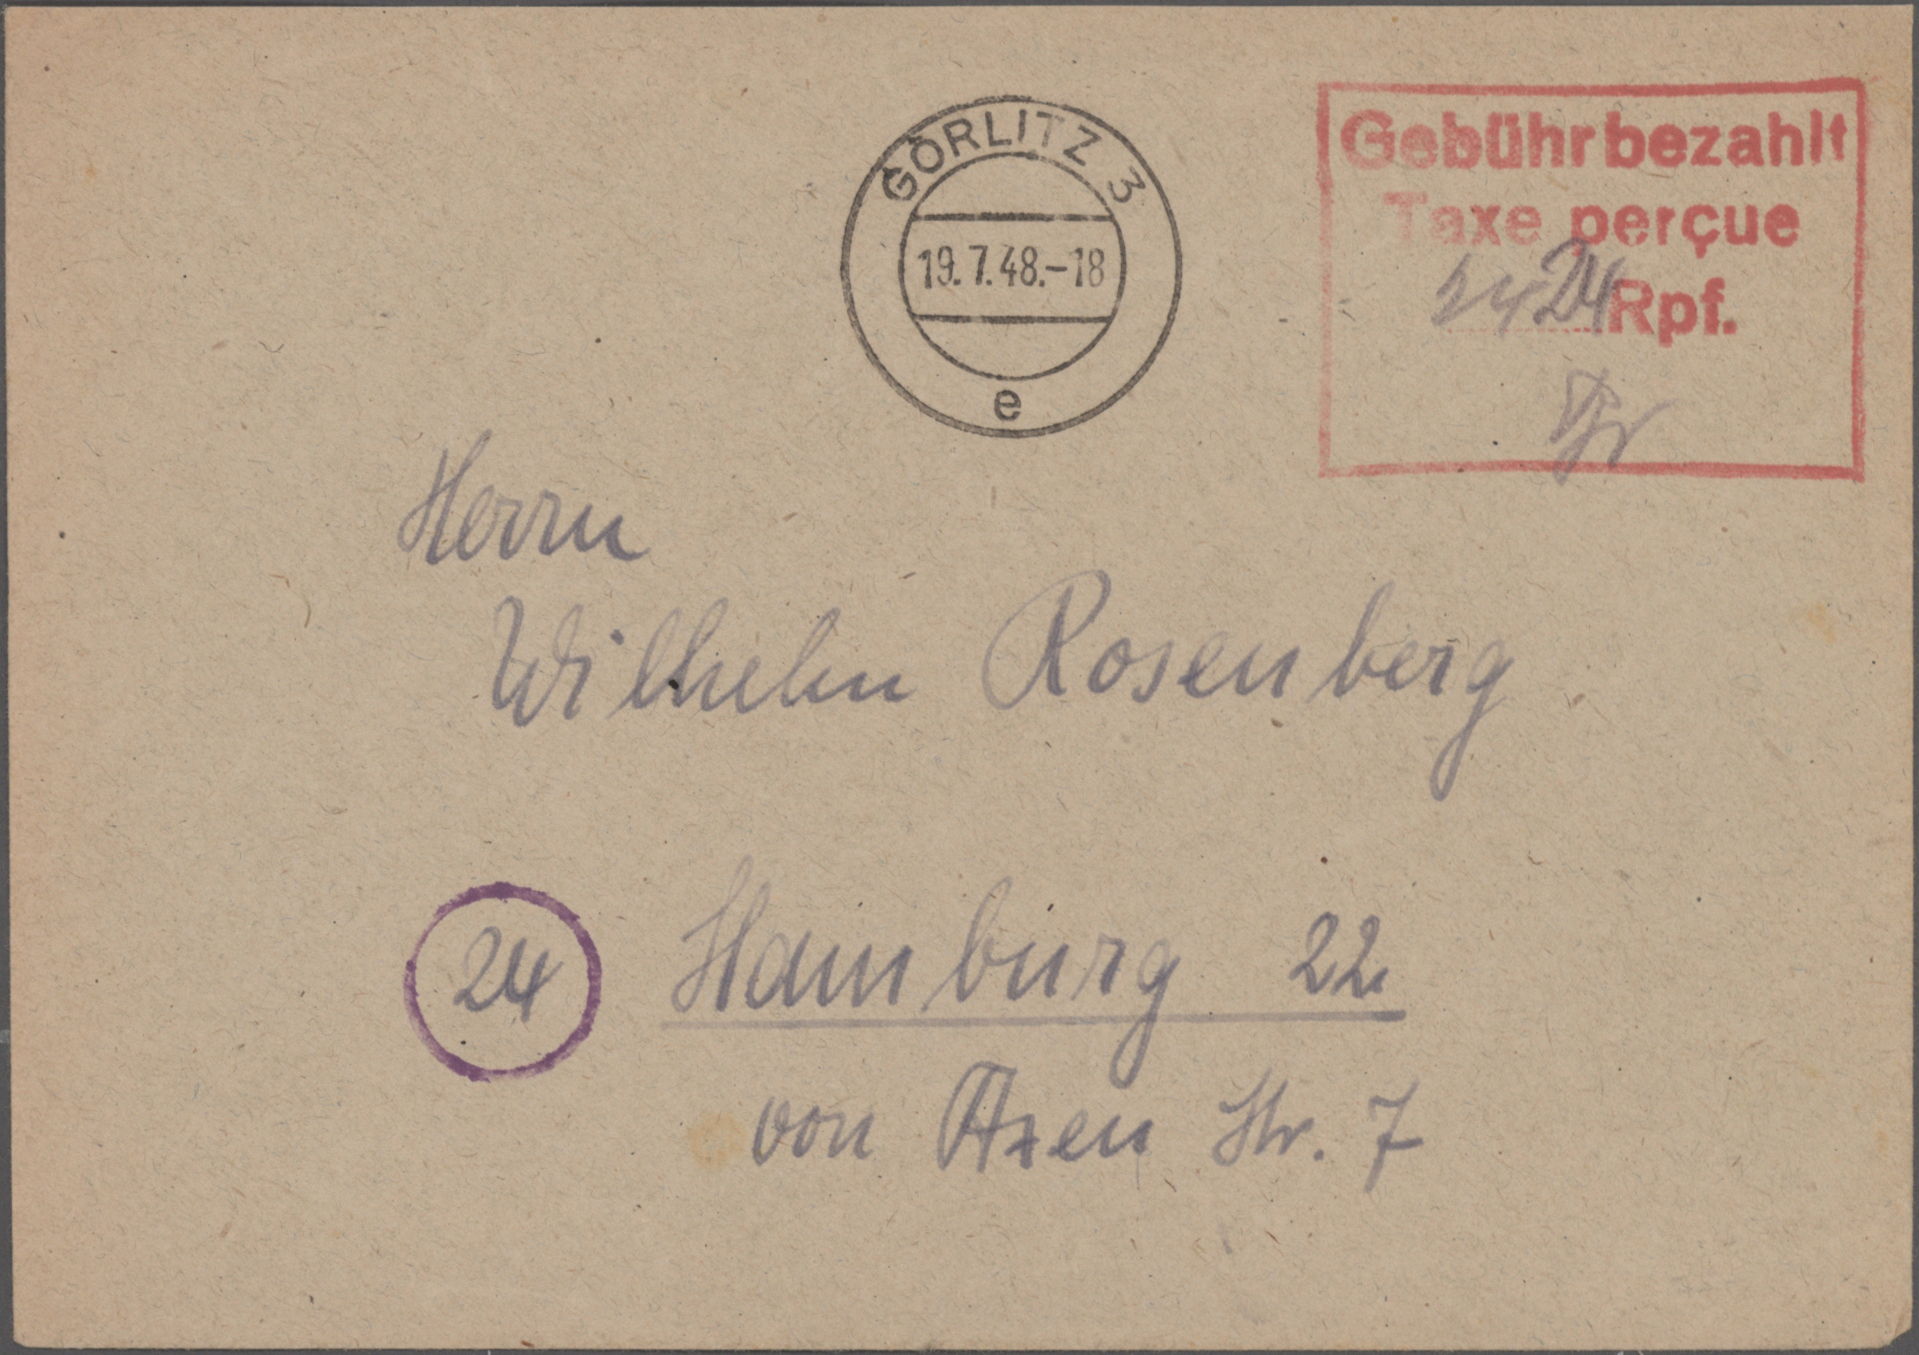 GÖRLITZ 3
19.7.48.-18
e
Gebühr bezahlt
Taxe perçue
24 Rpf.
Herrn
Wilhelm Rosenberg
24 Hamburg 22
von Axen Str. 7